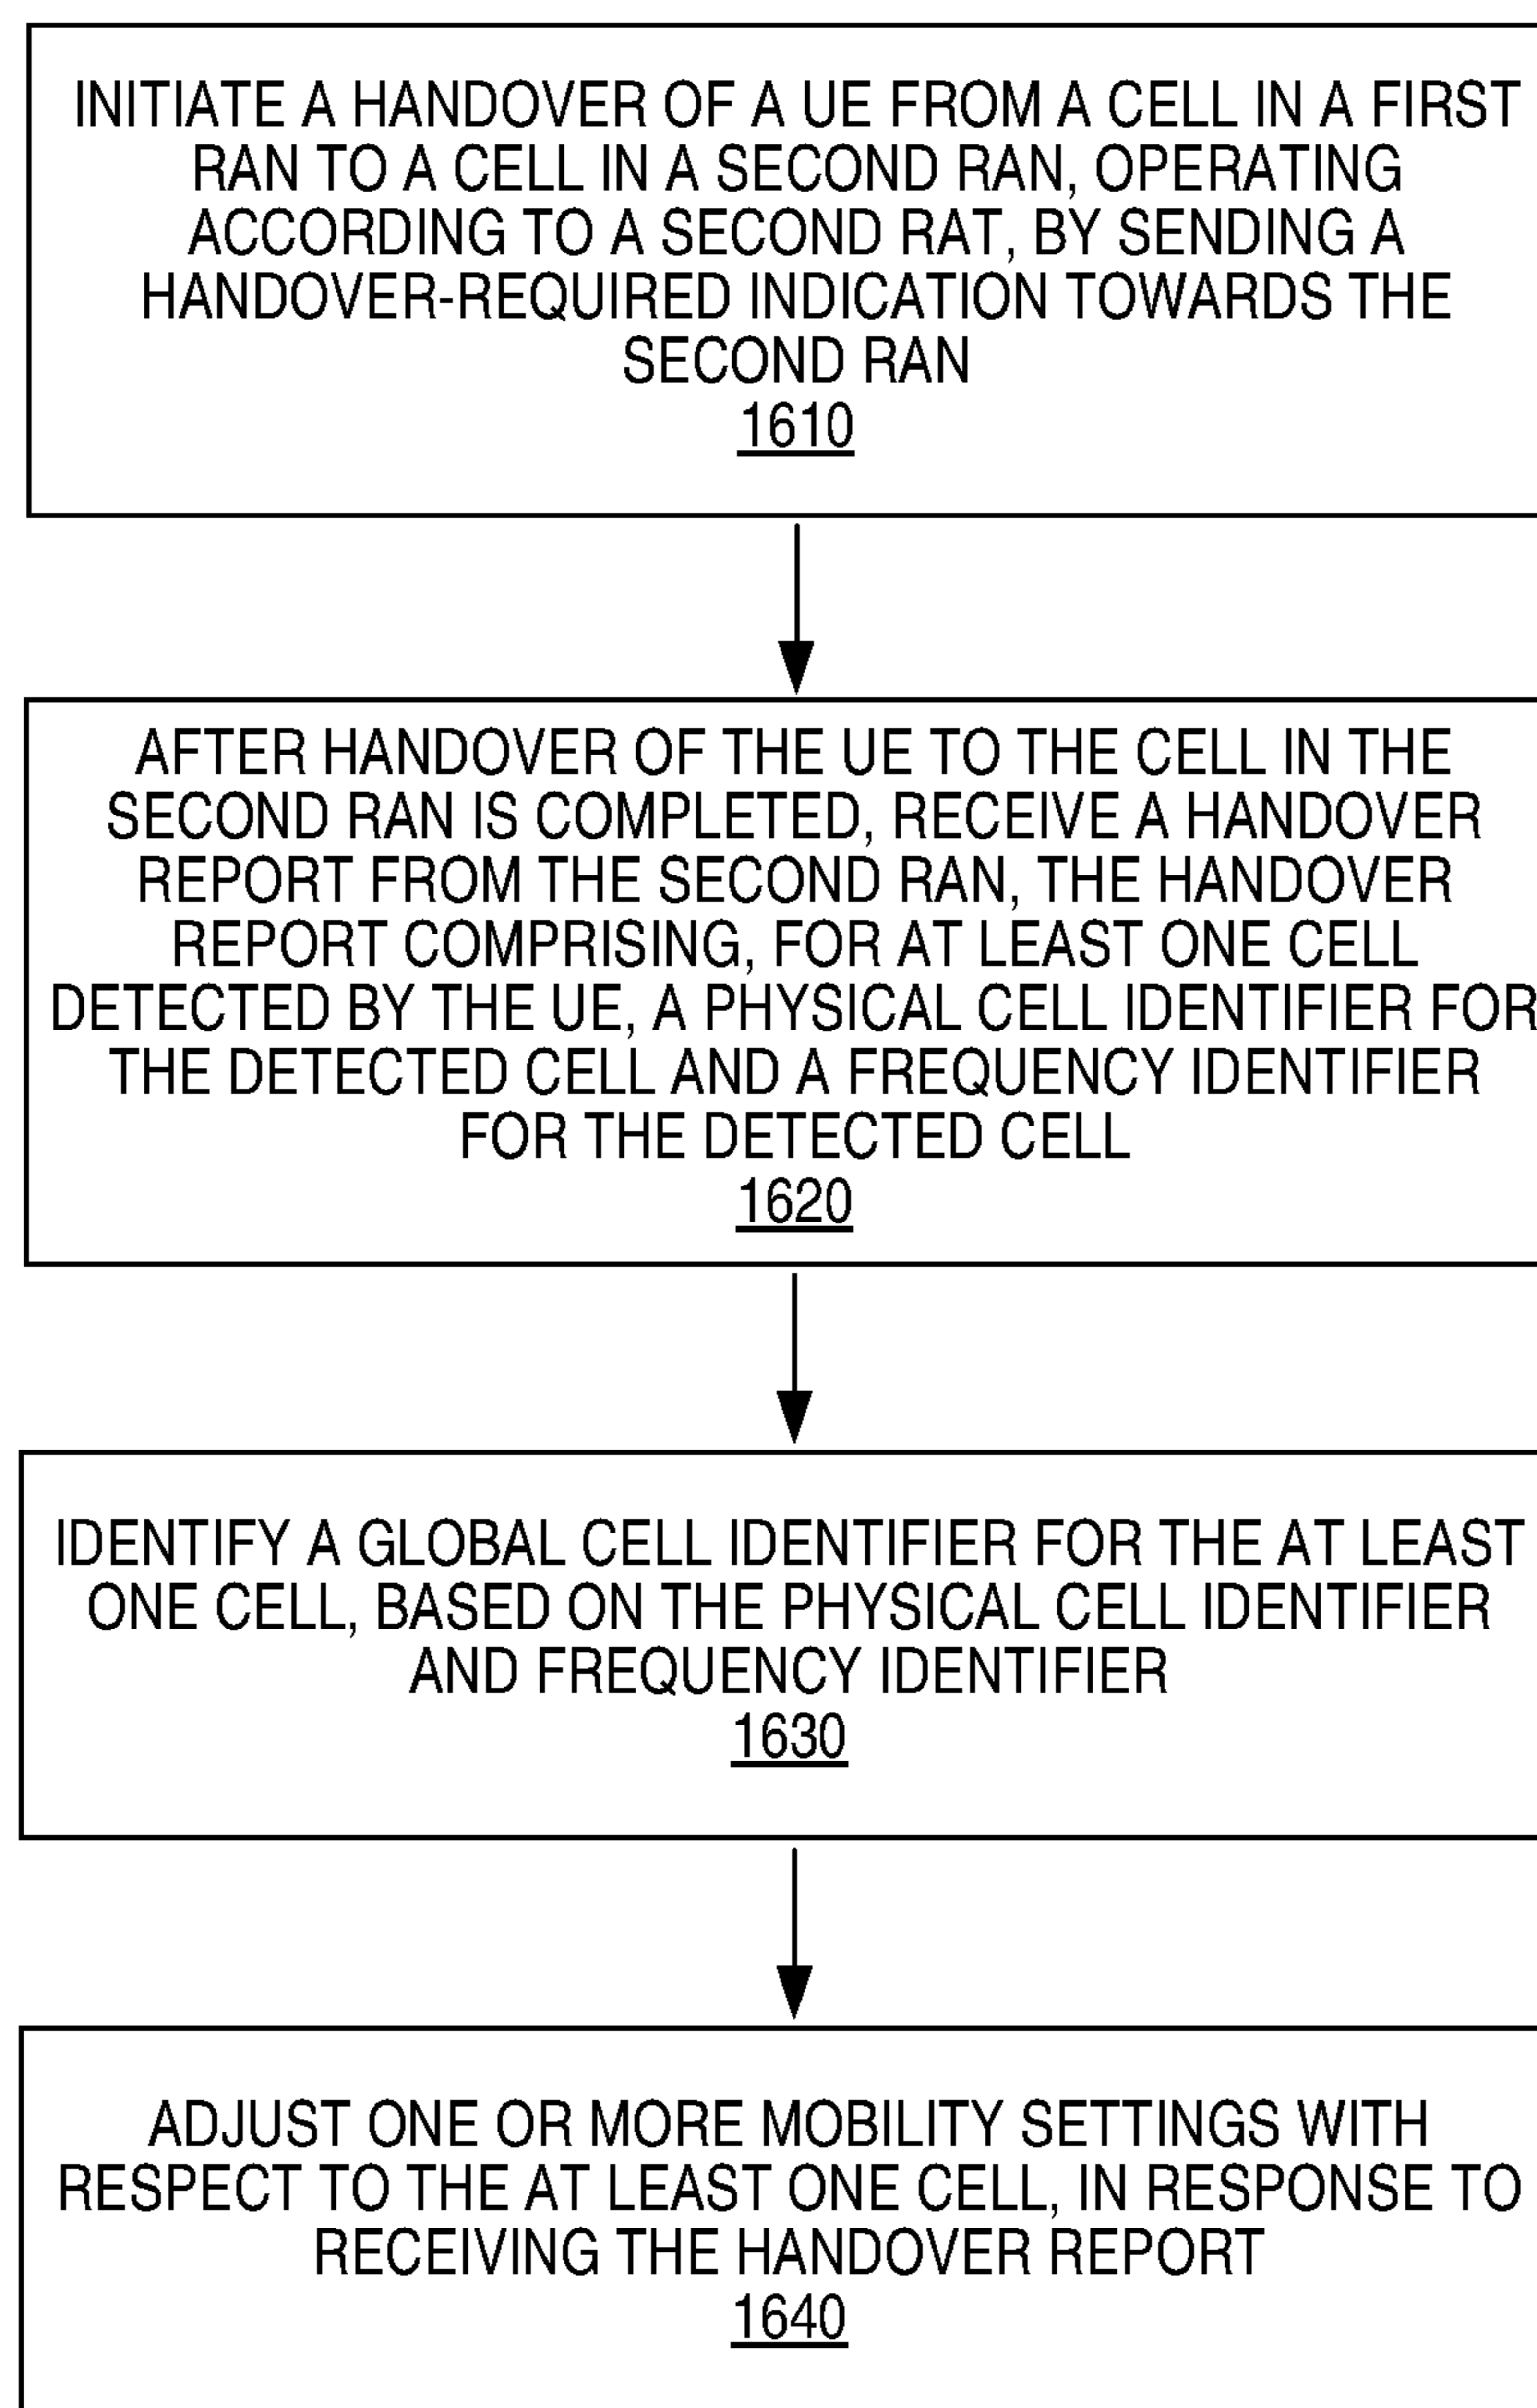 INITIATE A HANDOVER OF A UE FROM A CELL IN A FIRST
RAN TO A CELL IN A SECOND RAN, OPERATING
ACCORDING TO A SECOND RAT, BY SENDING A
HANDOVER-REQUIRED INDICATION TOWARDS THE
SECOND RAN
1610
AFTER HANDOVER OF THE UE TO THE CELL IN THE
SECOND RAN IS COMPLETED, RECEIVE A HANDOVER
REPORT FROM THE SECOND RAN, THE HANDOVER
REPORT COMPRISING, FOR AT LEAST ONE CELL
DETECTED BY THE UE, A PHYSICAL CELL IDENTIFIER FOR
THE DETECTED CELL AND A FREQUENCY IDENTIFIER
FOR THE DETECTED CELL
1620
IDENTIFY A GLOBAL CELL IDENTIFIER FOR THE AT LEAST
ONE CELL, BASED ON THE PHYSICAL CELL IDENTIFIER
AND FREQUENCY IDENTIFIER
1630
ADJUST ONE OR MORE MOBILITY SETTINGS WITH
RESPECT TO THE AT LEAST ONE CELL, IN RESPONSE TO
RECEIVING THE HANDOVER REPORT
1640